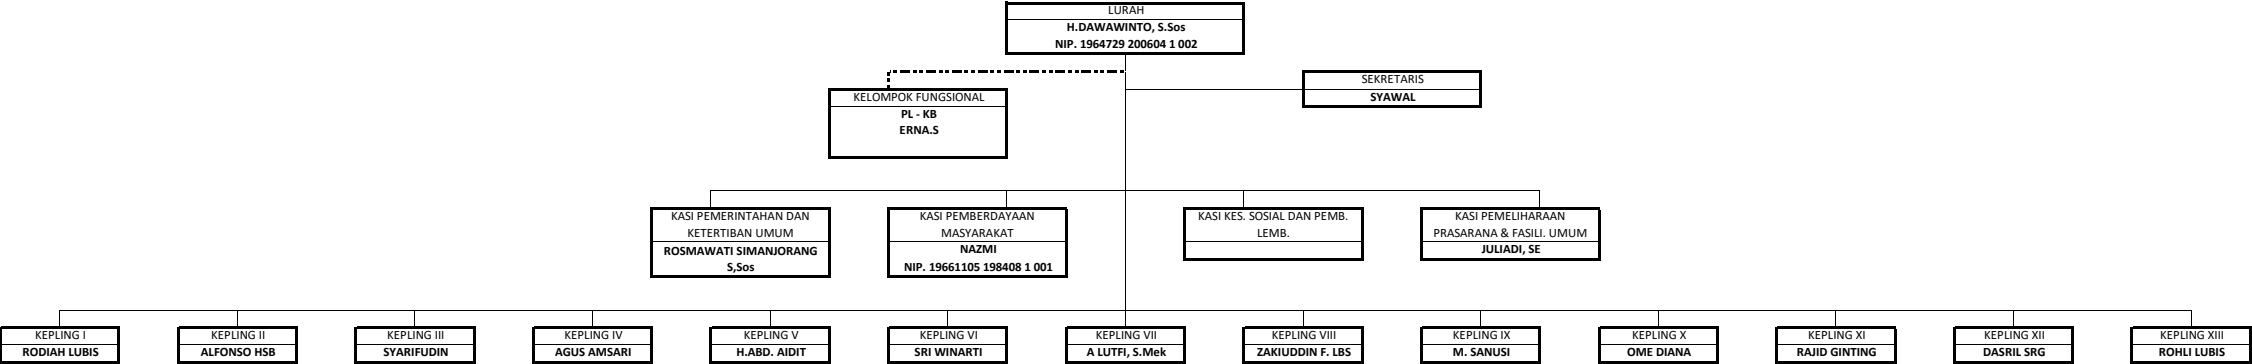 LURAH
H.DAWAWINTO, S.Sos
NIP. 1964729 200604 1 002
SEKRETARIS
SYAWAL
KELOMPOK FUNGSIONAL
PL - KB
ERNA.S
KASI PEMERINTAHAN DAN
KETERTIBAN UMUM
ROSMAWATI SIMANJORANG
S,Sos
KASI PEMBERDAYAAN
MASYARAKAT
NAZMI
NIP. 19661105 198408 1 001
KASI KES. SOSIAL DAN PEMB.
LEMB.
KASI PEMELIHARAAN
PRASARANA & FASILI. UMUM
JULIADI, SE
KEPLING I
RODIAH LUBIS
KEPLING II
ALFONSO HSB
KEPLING III
SYARIFUDIN
KEPLING IV
AGUS AMSARI
KEPLING V
H.ABD. AIDIT
KEPLING VI
SRI WINARTI
KEPLING VII
A LUTFI, S.Mek
KEPLING VIII
ZAKIUDDIN F. LBS
KEPLING IX
M. SANUSI
KEPLING X
OME DIANA
KEPLING XI
RAJID GINTING
KEPLING XII
DASRIL SRG
KEPLING XIII
ROHLI LUBIS